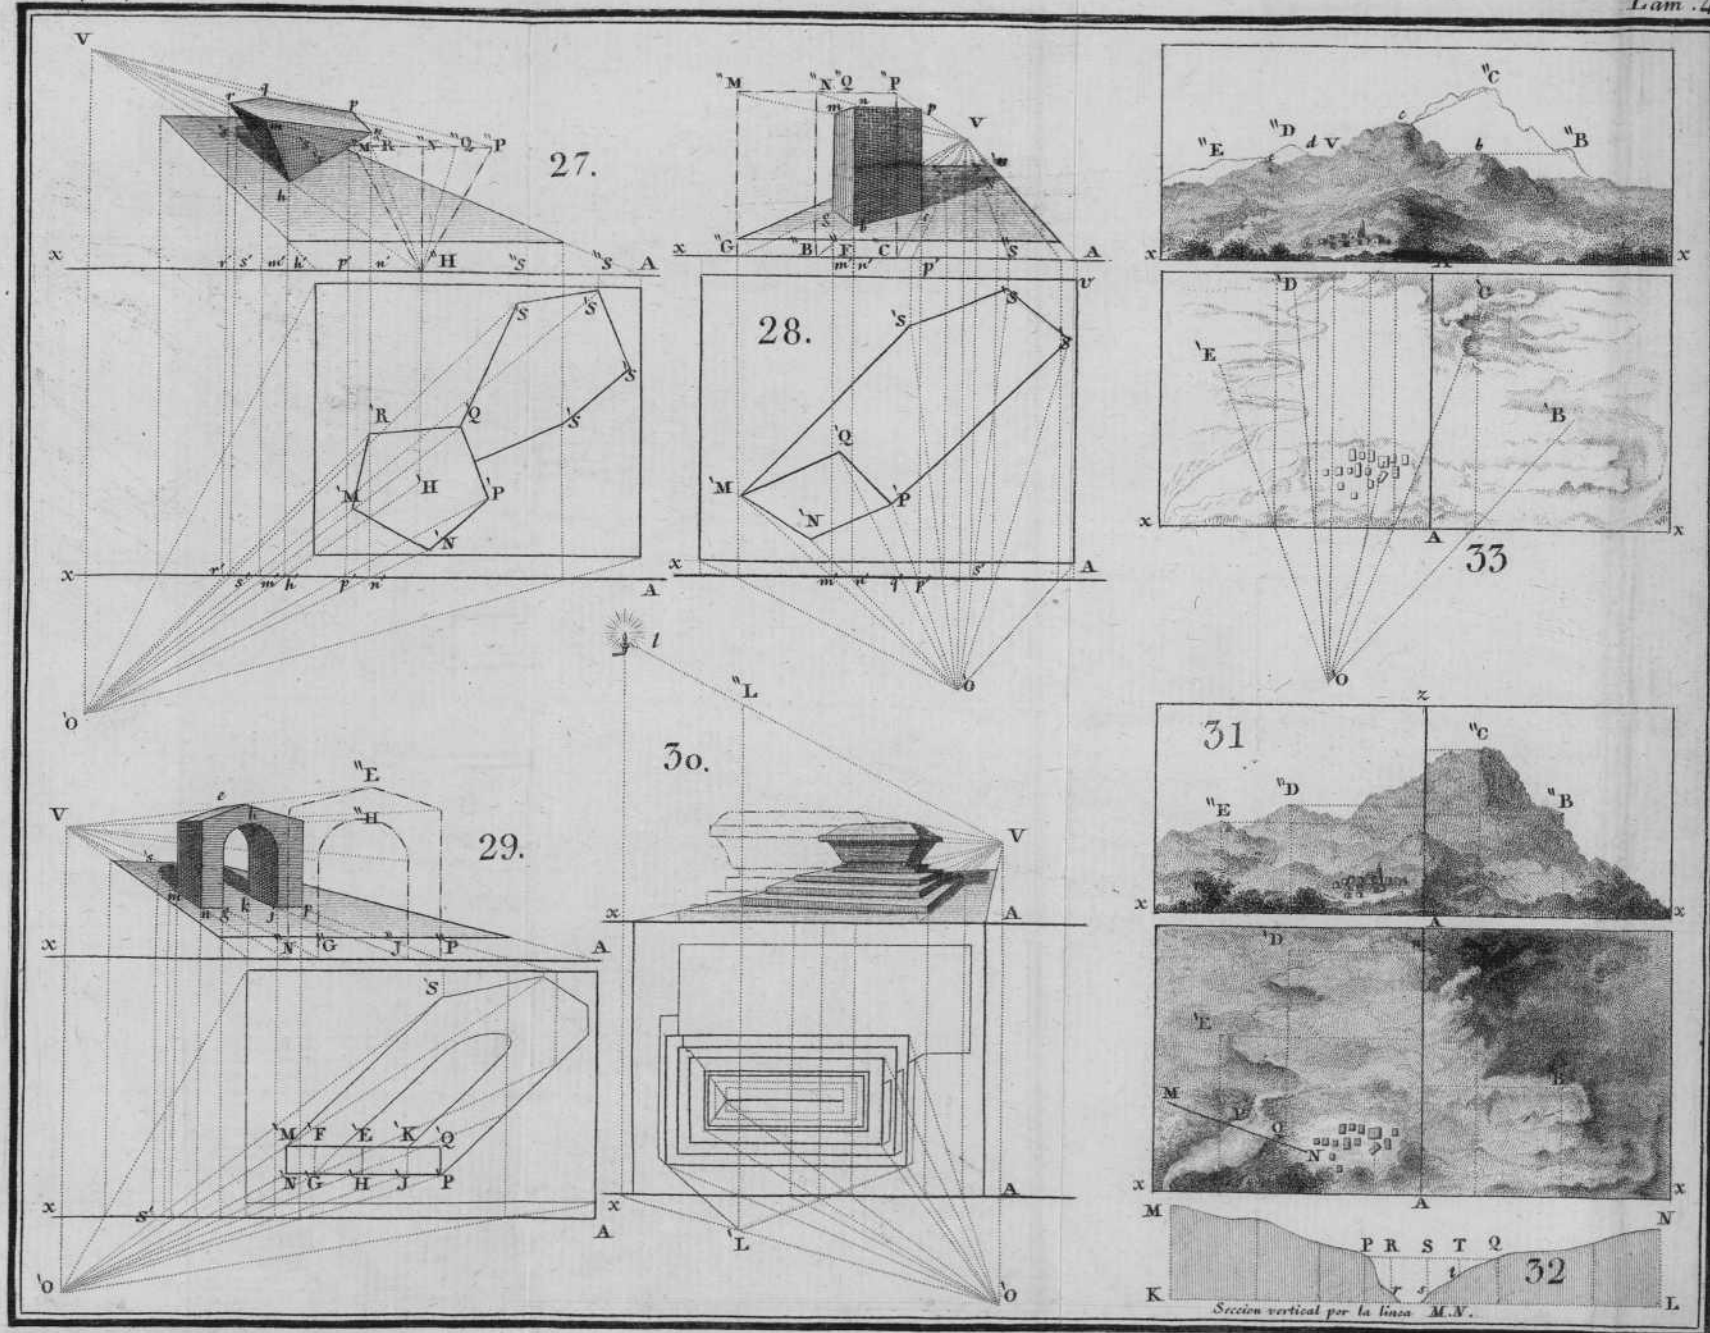 Lam . 4
V
r q p
m n
"M "R "N "Q "P
27.
h
x r' s' m' h' p' n' "H "S "S A
'S 'S
'S
'R 'Q 'S
'M 'H 'P
'N
x r' s' m' h' p' n' A
'O
"M "N "Q "P
m n p V
28.
g b s
x "G "B "F C "S A
m' n' p' v
'S 'S
'S
'Q
'M 'P
'N
x m' n' q' p' s' A
'O
"C
c
"E "D d V b "B
e
x A x
'D 'C
'E
'B
x A x
33
'O
V e "E
h "H
29.
s
m n g k j p
x "N "G "J "P A
'S
'M 'F 'E 'K 'Q
'N 'G 'H 'J 'P
x s' A
'O
l
"L
30.
V
x A
x A
'L
'O
z
31
"C
"D
"E "B
x A x
'D
'E
'B
M
P
Q
N
x A x
M N
P R S T Q
r s t
32
K L
Seccion vertical por la linea M.N.